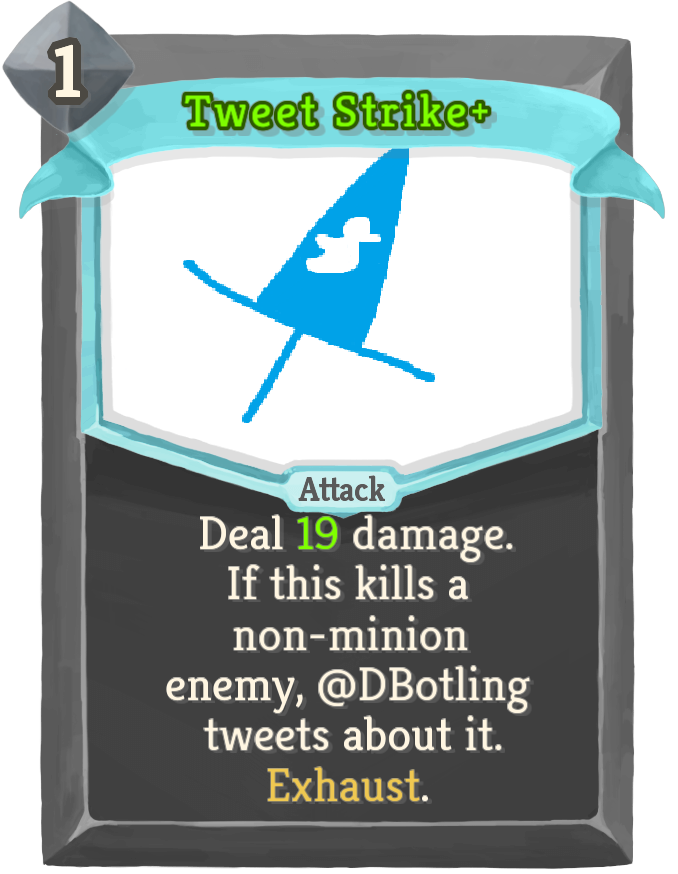 1
Tweet Strike+
Attack
Deal 19 damage.
If this kills a
non-minion
enemy, @DBotling
tweets about it.
Exhaust.